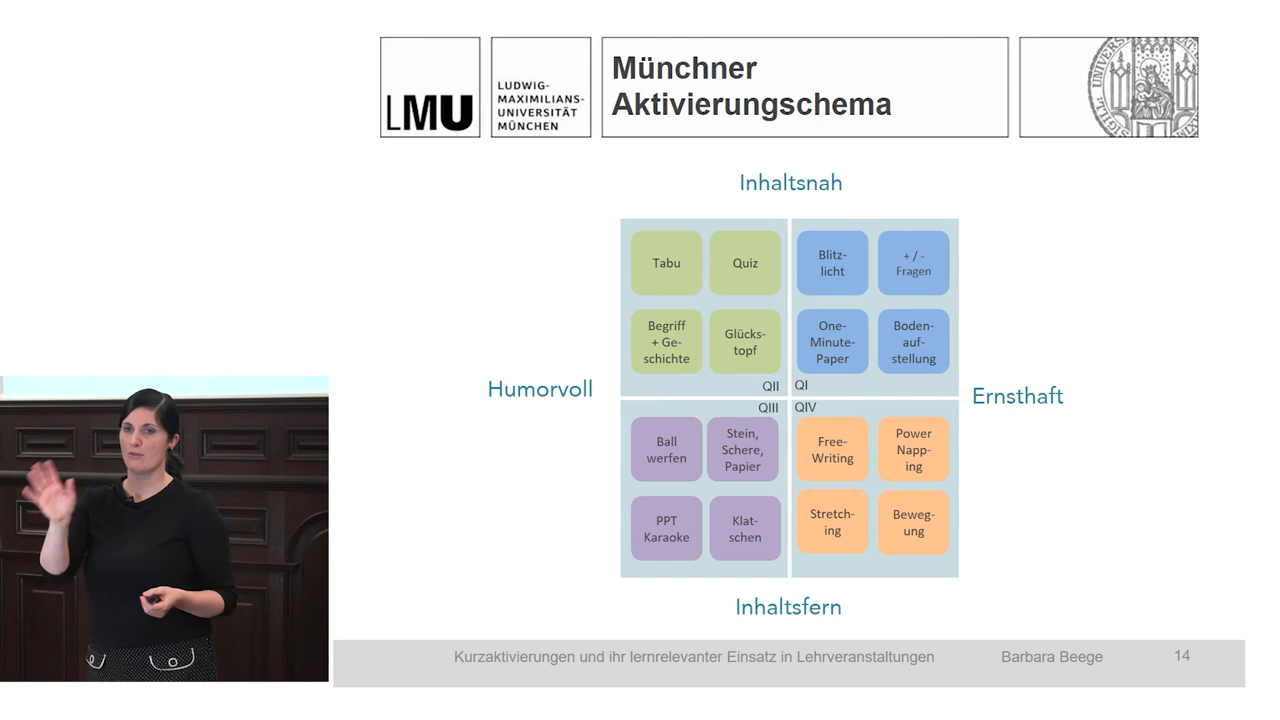 LMU
LUDWIG-
MAXIMILIANS-
UNIVERSITÄT
MÜNCHEN
Münchner
Aktivierungschema
Inhaltsnah
Humorvoll
Ernsthaft
Tabu
Quiz
Begriff
+ Ge-
schichte
Glücks-
topf
QII
Blitz-
licht
+ / -
Fragen
One-
Minute-
Paper
Boden-
auf-
stellung
QI
QIII
Ball
werfen
Stein,
Schere,
Papier
PPT
Karaoke
Klat-
schen
QIV
Free-
Writing
Power
Napp-
ing
Stretch-
ing
Beweg-
ung
Inhaltsfern
Kurzaktivierungen und ihr lernrelevanter Einsatz in Lehrveranstaltungen
Barbara Beege
14